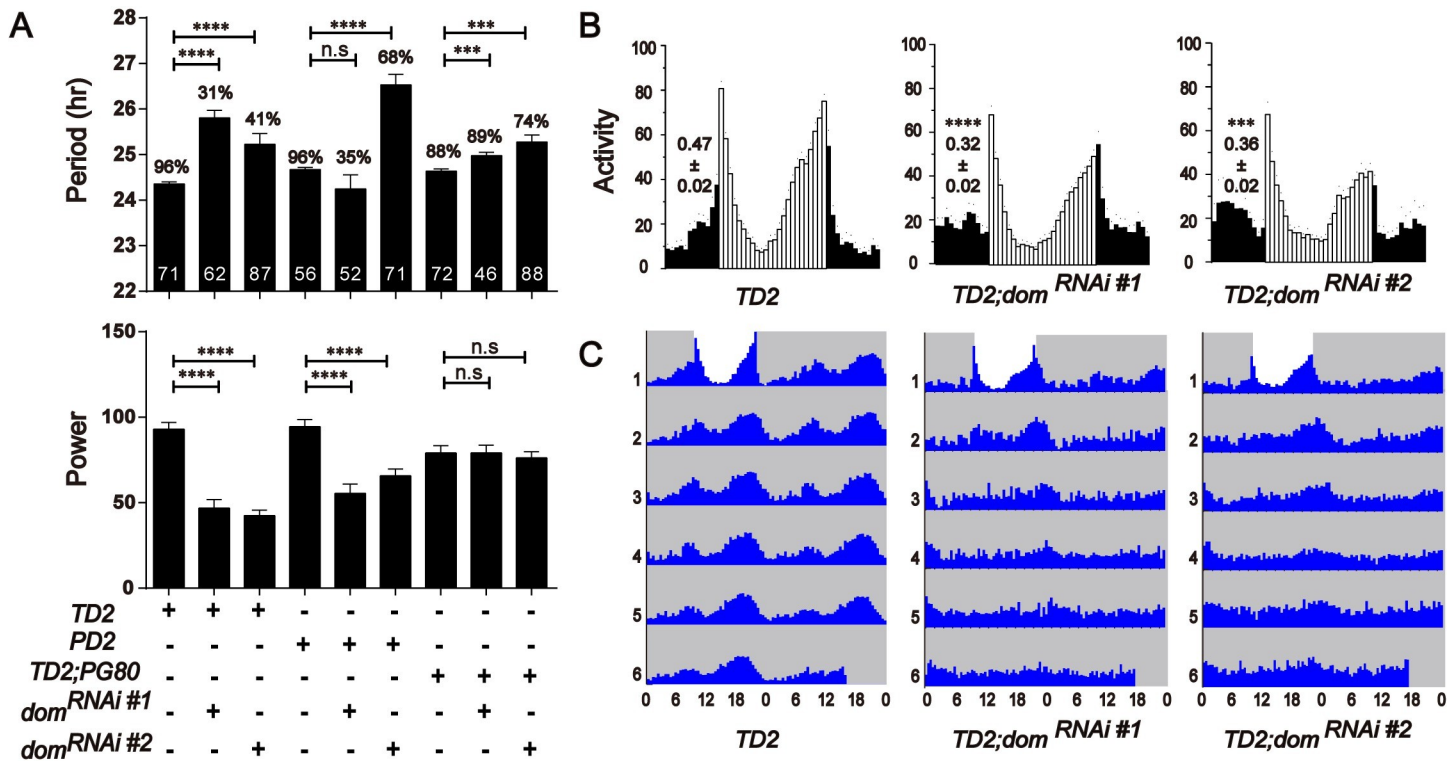 A
Period (hr)
28
27
26
25
24
23
22
**** **** ***
**** n.s ***
96% 31% 41% 96% 35% 68% 88% 89% 74%
71 62 87 56 52 71 72 46 88
Power
150
100
50
0
**** **** n.s
**** **** n.s
TD2 + + + - - - - - -
PD2 - - - + + + - - -
TD2;PG80 - - - - - - + + +
dom RNAi #1 - + - - + - - + -
dom RNAi #2 - - + - - + - - +
B
Activity
100
80
60
40
20
0
0.47
±
0.02
TD2
100
80
60
40
20
0
****
0.32
±
0.02
TD2;dom RNAi #1
100
80
60
40
20
0
***
0.36
±
0.02
TD2;dom RNAi #2
C
1
2
3
4
5
6
0 6 12 18 0 6 12 18 0
TD2
1
2
3
4
5
6
0 6 12 18 0 6 12 18 0
TD2;dom RNAi #1
1
2
3
4
5
6
0 6 12 18 0 6 12 18 0
TD2;dom RNAi #2